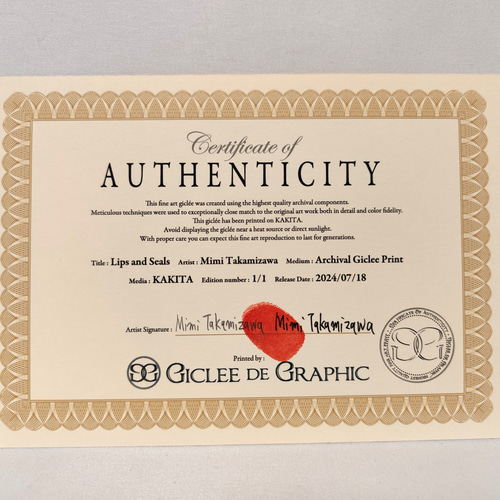 Certificate of
AUTHENTICITY
This fine art giclée was created using the highest quality archival components.
Meticulous techniques were used to exceptionally close match to the original art work both in detail and color fidelity.
This giclée has been printed on KAKITA.
Avoid displaying the giclée near a heat source or direct sunlight.
With proper care you can expect this fine art reproduction to last for generations.
Title : Lips and Seals Artist : Mimi Takamizawa Medium : Archival Giclee Print
Media : KAKITA Edition number : 1/1 Release Date : 2024/07/18
Artist Signature : Mimi Takamizawa Mimi Takamizawa
Printed by :
GICLEE DE GRAPHIC
CERTIFICATE OF AUTHENTICITY